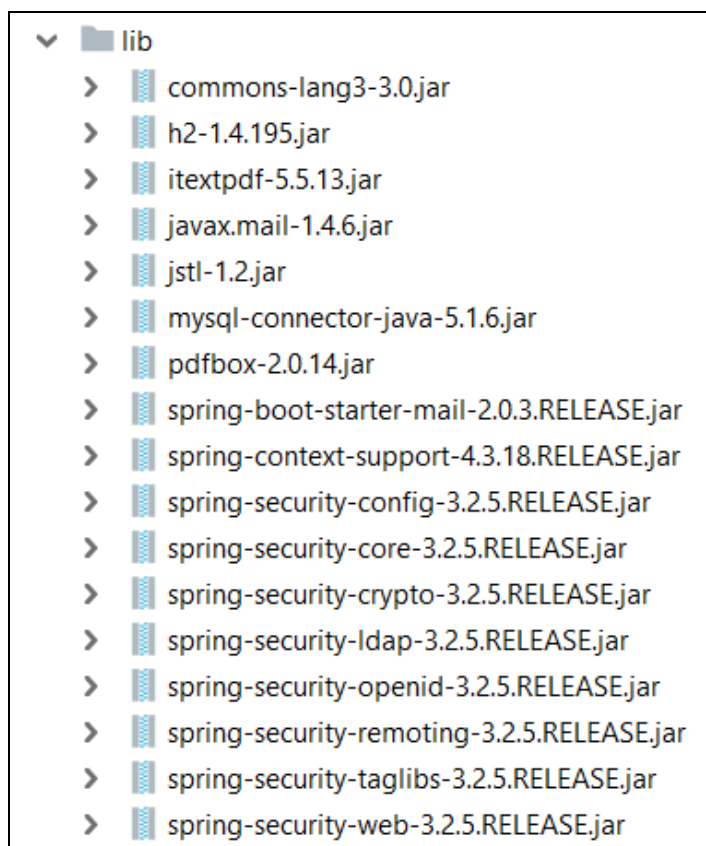 lib
commons-lang3-3.0.jar
h2-1.4.195.jar
itextpdf-5.5.13.jar
javax.mail-1.4.6.jar
jstl-1.2.jar
mysql-connector-java-5.1.6.jar
pdfbox-2.0.14.jar
spring-boot-starter-mail-2.0.3.RELEASE.jar
spring-context-support-4.3.18.RELEASE.jar
spring-security-config-3.2.5.RELEASE.jar
spring-security-core-3.2.5.RELEASE.jar
spring-security-crypto-3.2.5.RELEASE.jar
spring-security-ldap-3.2.5.RELEASE.jar
spring-security-openid-3.2.5.RELEASE.jar
spring-security-remoting-3.2.5.RELEASE.jar
spring-security-taglibs-3.2.5.RELEASE.jar
spring-security-web-3.2.5.RELEASE.jar